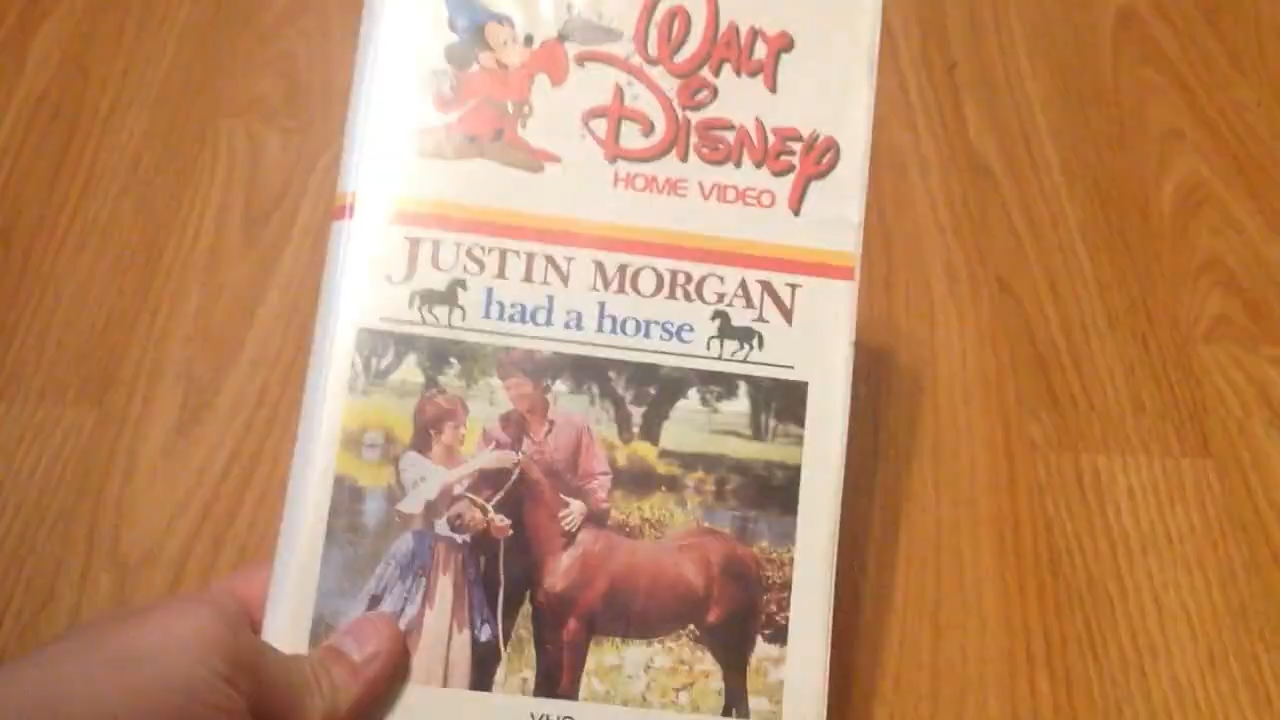 WALT
DISNEY
HOME VIDEO
JUSTIN MORGAN
had a horse
VHS